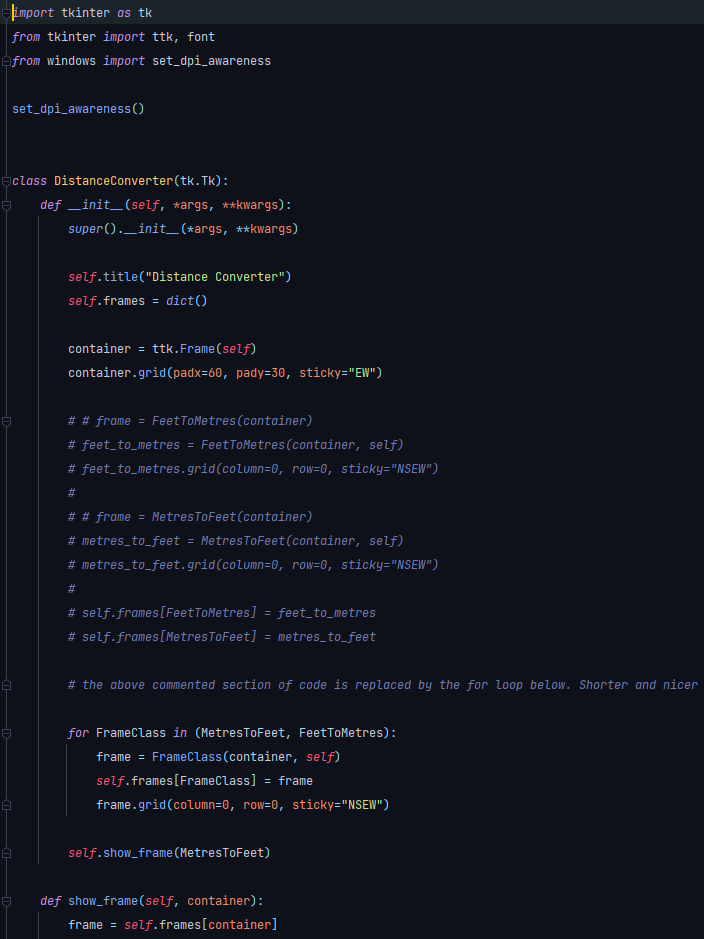 import tkinter as tk
from tkinter import ttk, font
from windows import set_dpi_awareness

set_dpi_awareness()


class DistanceConverter(tk.Tk):
    def __init__(self, *args, **kwargs):
        super().__init__(*args, **kwargs)

        self.title("Distance Converter")
        self.frames = dict()

        container = ttk.Frame(self)
        container.grid(padx=60, pady=30, sticky="EW")

        # # frame = FeetToMetres(container)
        # feet_to_metres = FeetToMetres(container, self)
        # feet_to_metres.grid(column=0, row=0, sticky="NSEW")
        #
        # # frame = MetresToFeet(container)
        # metres_to_feet = MetresToFeet(container, self)
        # metres_to_feet.grid(column=0, row=0, sticky="NSEW")
        #
        # self.frames[FeetToMetres] = feet_to_metres
        # self.frames[MetresToFeet] = metres_to_feet

        # the above commented section of code is replaced by the for loop below. Shorter and nicer

        for FrameClass in (MetresToFeet, FeetToMetres):
            frame = FrameClass(container, self)
            self.frames[FrameClass] = frame
            frame.grid(column=0, row=0, sticky="NSEW")

        self.show_frame(MetresToFeet)

    def show_frame(self, container):
        frame = self.frames[container]